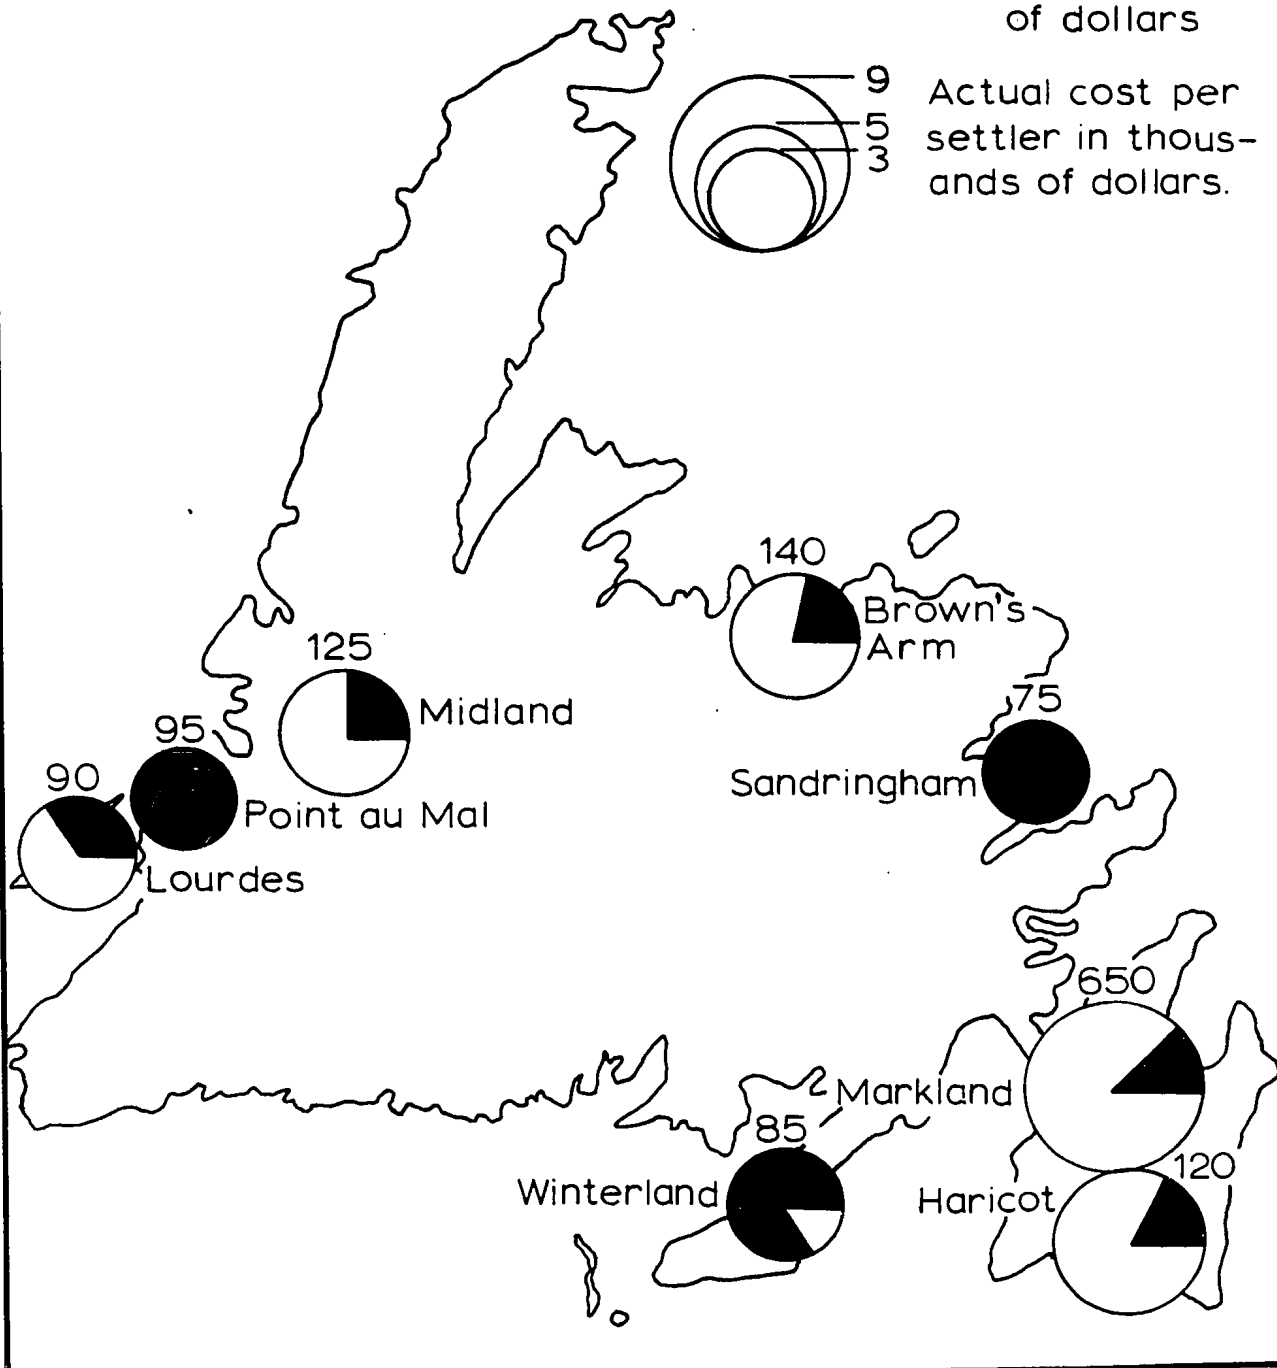 of dollars
9
5
3
Actual cost per
settler in thous-
ands of dollars.
140
Brown's
Arm
125
Midland
75
Sandringham
95
Point au Mal
90
Lourdes
650
Markland
85
Winterland
120
Haricot